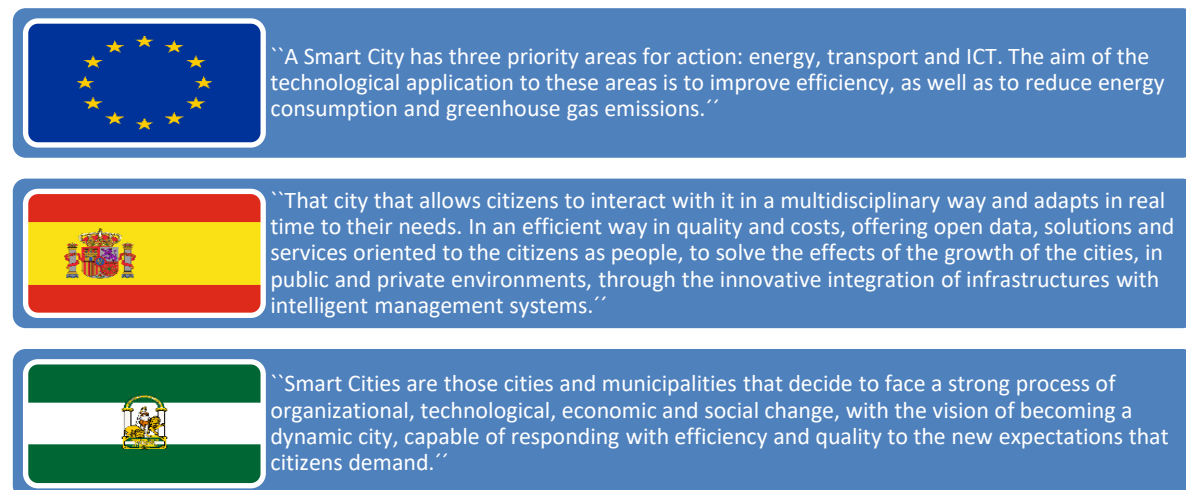 ``A Smart City has three priority areas for action: energy, transport and ICT. The aim of the
technological application to these areas is to improve efficiency, as well as to reduce energy
consumption and greenhouse gas emissions.´´
``That city that allows citizens to interact with it in a multidisciplinary way and adapts in real
time to their needs. In an efficient way in quality and costs, offering open data, solutions and
services oriented to the citizens as people, to solve the effects of the growth of the cities, in
public and private environments, through the innovative integration of infrastructures with
intelligent management systems.´´
``Smart Cities are those cities and municipalities that decide to face a strong process of
organizational, technological, economic and social change, with the vision of becoming a
dynamic city, capable of responding with efficiency and quality to the new expectations that
citizens demand.´´